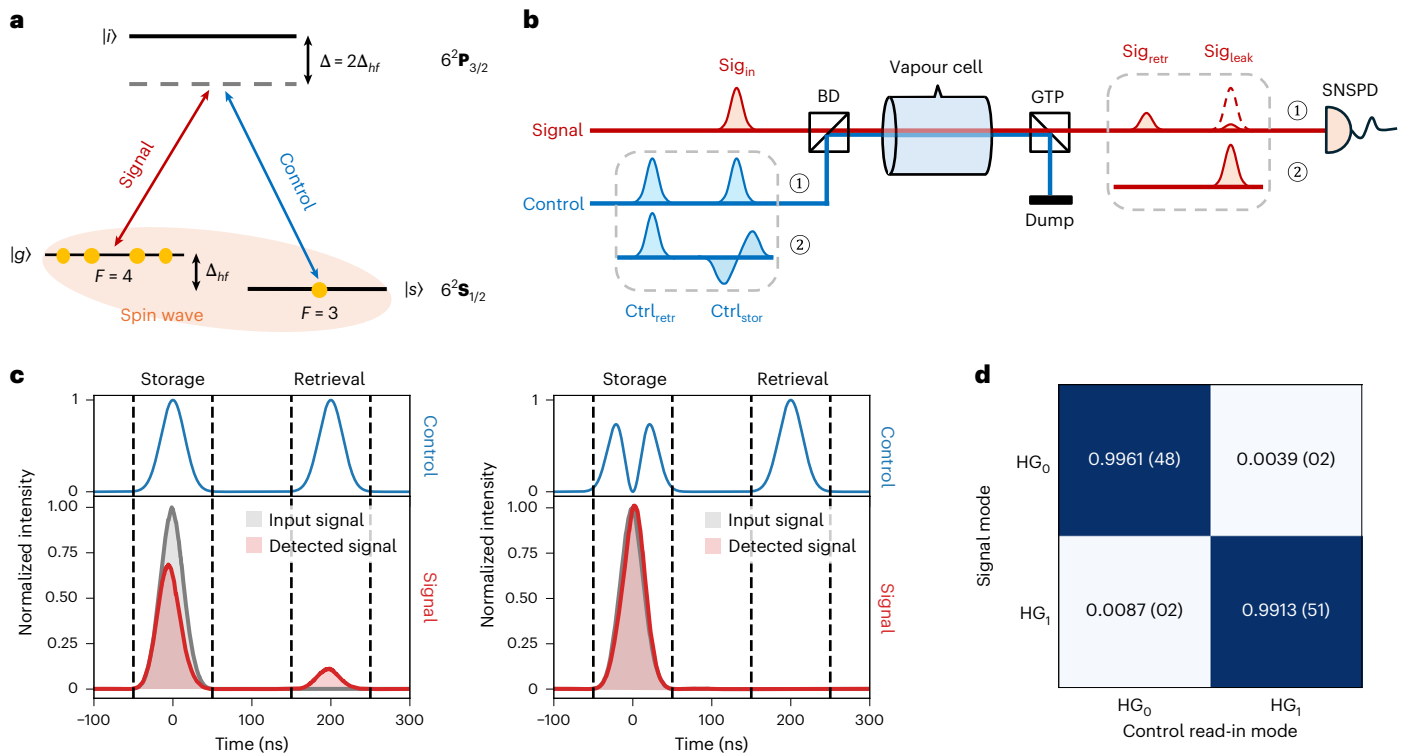 a
|i⟩
Δ = 2Δhf
6²P3/2
Signal
Control
|g⟩
F = 4
Δhf
|s⟩
6²S1/2
F = 3
Spin wave
b
Sigin
Vapour cell
Sigretr
Sigleak
BD
GTP
SNSPD
Signal
①
①
②
Control
Dump
②
Ctrlretr
Ctrlstor
c
Storage
Retrieval
1
0
Control
Normalized intensity
1.00
0.75
0.50
0.25
0
Input signal
Detected signal
Signal
−100
0
100
200
300
Time (ns)
Storage
Retrieval
1
0
Control
Normalized intensity
1.00
0.75
0.50
0.25
0
Input signal
Detected signal
Signal
−100
0
100
200
300
Time (ns)
d
Signal mode
HG₀
0.9961 (48)
0.0039 (02)
HG₁
0.0087 (02)
0.9913 (51)
HG₀
HG₁
Control read-in mode